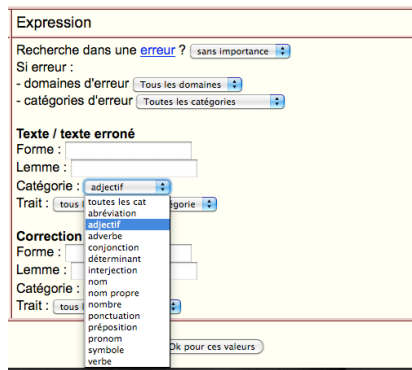 Expression
Recherche dans une erreur ? sans importance
Si erreur :
- domaines d'erreur Tous les domaines
- catégories d'erreur Toutes les catégories
Texte / texte erroné
Forme :
Lemme :
Catégorie : adjectif
Trait : tous
toutes les cat
abréviation
adjectif
adverbe
conjonction
déterminant
interjection
nom
nom propre
nombre
ponctuation
préposition
pronom
symbole
verbe
Correction
Forme :
Lemme :
Catégorie :
Trait : tous
Ok pour ces valeurs